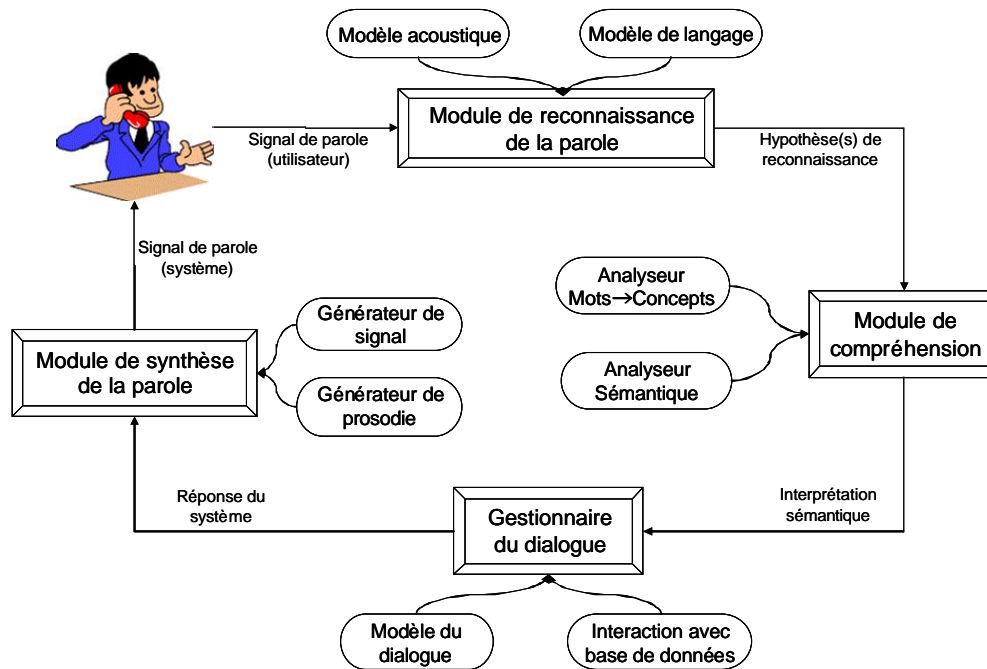 Modèle acoustique
Modèle de langage
Module de reconnaissance
de la parole
Signal de parole
(utilisateur)
Hypothèse(s) de
reconnaissance
Signal de parole
(système)
Analyseur
Mots→Concepts
Module de
compréhension
Générateur de
signal
Module de synthèse
de la parole
Analyseur
Sémantique
Générateur de
prosodie
Réponse du
système
Interprétation
sémantique
Gestionnaire
du dialogue
Modèle du
dialogue
Interaction avec
base de données